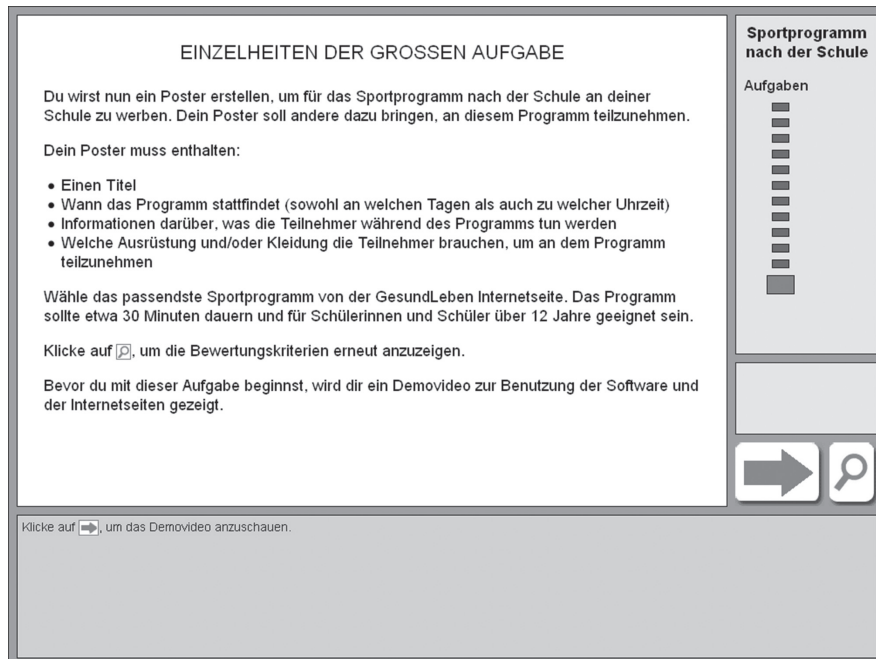 EINZELHEITEN DER GROSSEN AUFGABE
Du wirst nun ein Poster erstellen, um für das Sportprogramm nach der Schule an deiner
Schule zu werben. Dein Poster soll andere dazu bringen, an diesem Programm teilzunehmen.
Dein Poster muss enthalten:
• Einen Titel
• Wann das Programm stattfindet (sowohl an welchen Tagen als auch zu welcher Uhrzeit)
• Informationen darüber, was die Teilnehmer während des Programms tun werden
• Welche Ausrüstung und/oder Kleidung die Teilnehmer brauchen, um an dem Programm
teilzunehmen
Wähle das passendste Sportprogramm von der GesundLeben Internetseite. Das Programm
sollte etwa 30 Minuten dauern und für Schülerinnen und Schüler über 12 Jahre geeignet sein.
Klicke auf , um die Bewertungskriterien erneut anzuzeigen.
Bevor du mit dieser Aufgabe beginnst, wird dir ein Demovideo zur Benutzung der Software und
der Internetseiten gezeigt.
Sportprogramm
nach der Schule
Aufgaben
Klicke auf , um das Demovideo anzuschauen.